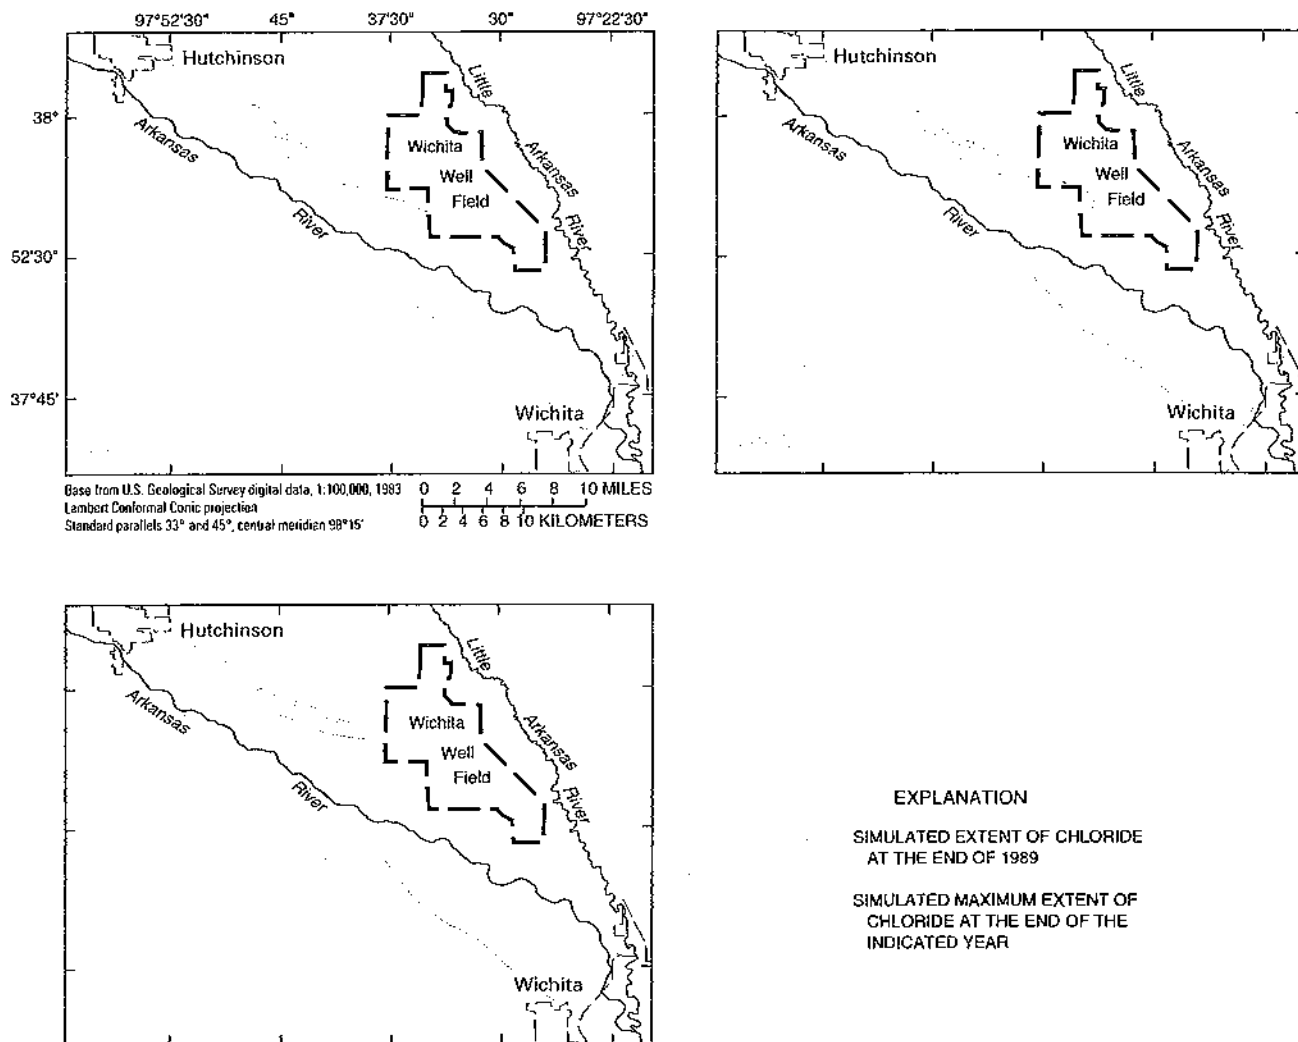 97°52'30" 45° 37'30" 30° 97°22'30"
Hutchinson
Little
Arkansas
River
38°
Arkansas
River
Wichita
Well
Field
52'30"
37°45'
Wichita
Base from U.S. Geological Survey digital data, 1:100,000, 1983
Lambert Conformal Conic projection
Standard parallels 33° and 45°, central meridian 98°15'
0 2 4 6 8 10 MILES
0 2 4 6 8 10 KILOMETERS
Hutchinson
Little
Arkansas
River
Arkansas
River
Wichita
Well
Field
Wichita
Hutchinson
Little
Arkansas
River
Arkansas
River
Wichita
Well
Field
Wichita
EXPLANATION
SIMULATED EXTENT OF CHLORIDE
AT THE END OF 1989
SIMULATED MAXIMUM EXTENT OF
CHLORIDE AT THE END OF THE
INDICATED YEAR